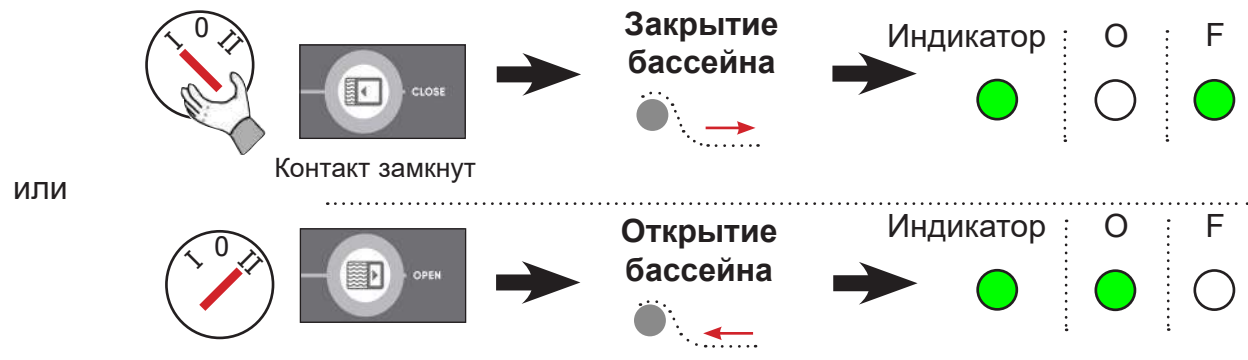 I 0 II
CLOSE
Закрытие
бассейна
Индикатор O F
Контакт замкнут
или
I 0 II
OPEN
Открытие
бассейна
Индикатор O F